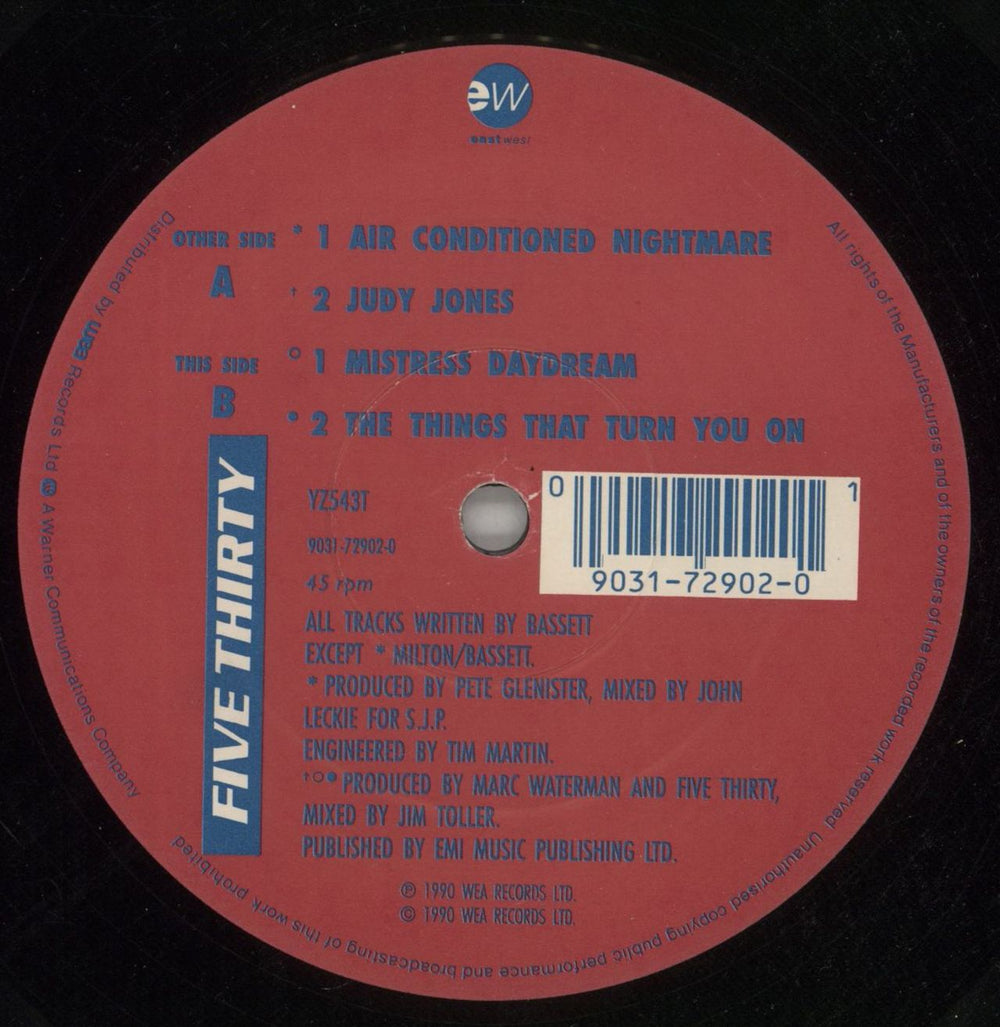 ew
eastwest
OTHER SIDE * 1 AIR CONDITIONED NIGHTMARE
A † 2 JUDY JONES
THIS SIDE ○ 1 MISTRESS DAYDREAM
B ● 2 THE THINGS THAT TURN YOU ON
FIVE THIRTY
YZ543T
9031-72902-0
45 rpm
0 1
9031-72902-0
ALL TRACKS WRITTEN BY BASSETT
EXCEPT * MILTON/BASSETT.
* PRODUCED BY PETE GLENISTER, MIXED BY JOHN
LECKIE FOR S.J.P.
ENGINEERED BY TIM MARTIN.
†○● PRODUCED BY MARC WATERMAN AND FIVE THIRTY,
MIXED BY JIM TOLLER.
PUBLISHED BY EMI MUSIC PUBLISHING LTD.
℗ 1990 WEA RECORDS LTD.
© 1990 WEA RECORDS LTD.
Distributed by wea Records Ltd. A Warner Communications Company
All rights of the Manufacturers and of the owners of the recorded work reserved. Unauthorised copying public performance and broadcasting of this work prohibited